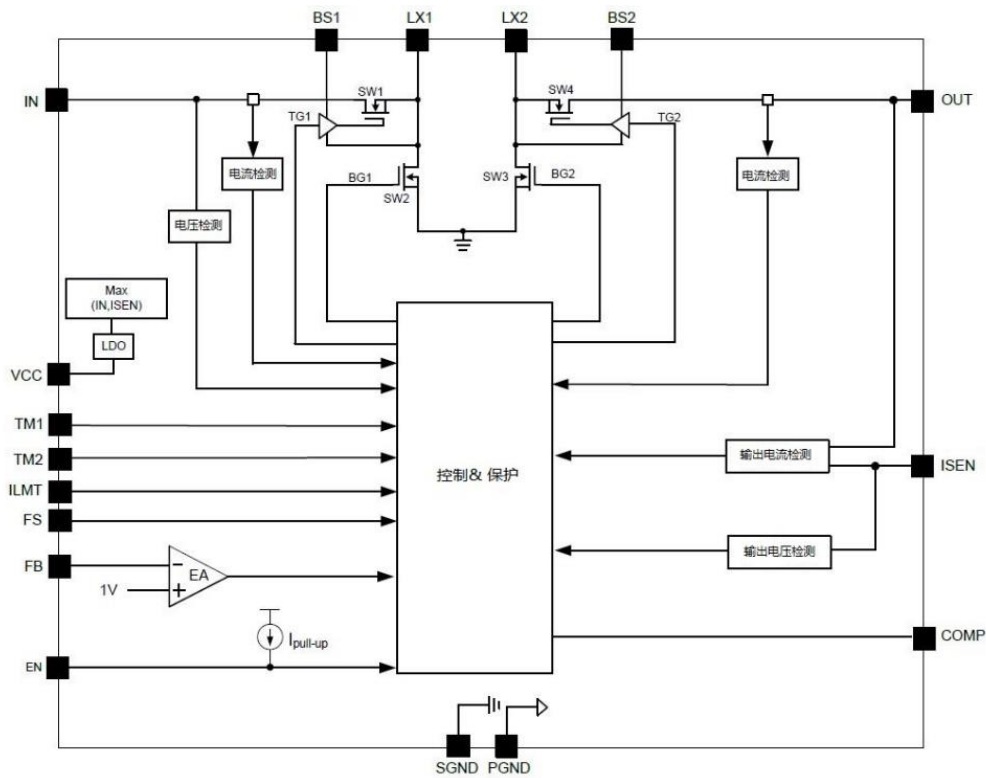 BS1
LX1
LX2
BS2
IN
SW1
SW4
OUT
TG1
TG2
电流检测
BG1
SW2
SW3
BG2
电流检测
电压检测
Max
(IN,ISEN)
LDO
VCC
TM1
TM2
ILMT
FS
FB
EA
1V
控制& 保护
输出电流检测
ISEN
输出电压检测
Ipull-up
EN
COMP
SGND
PGND